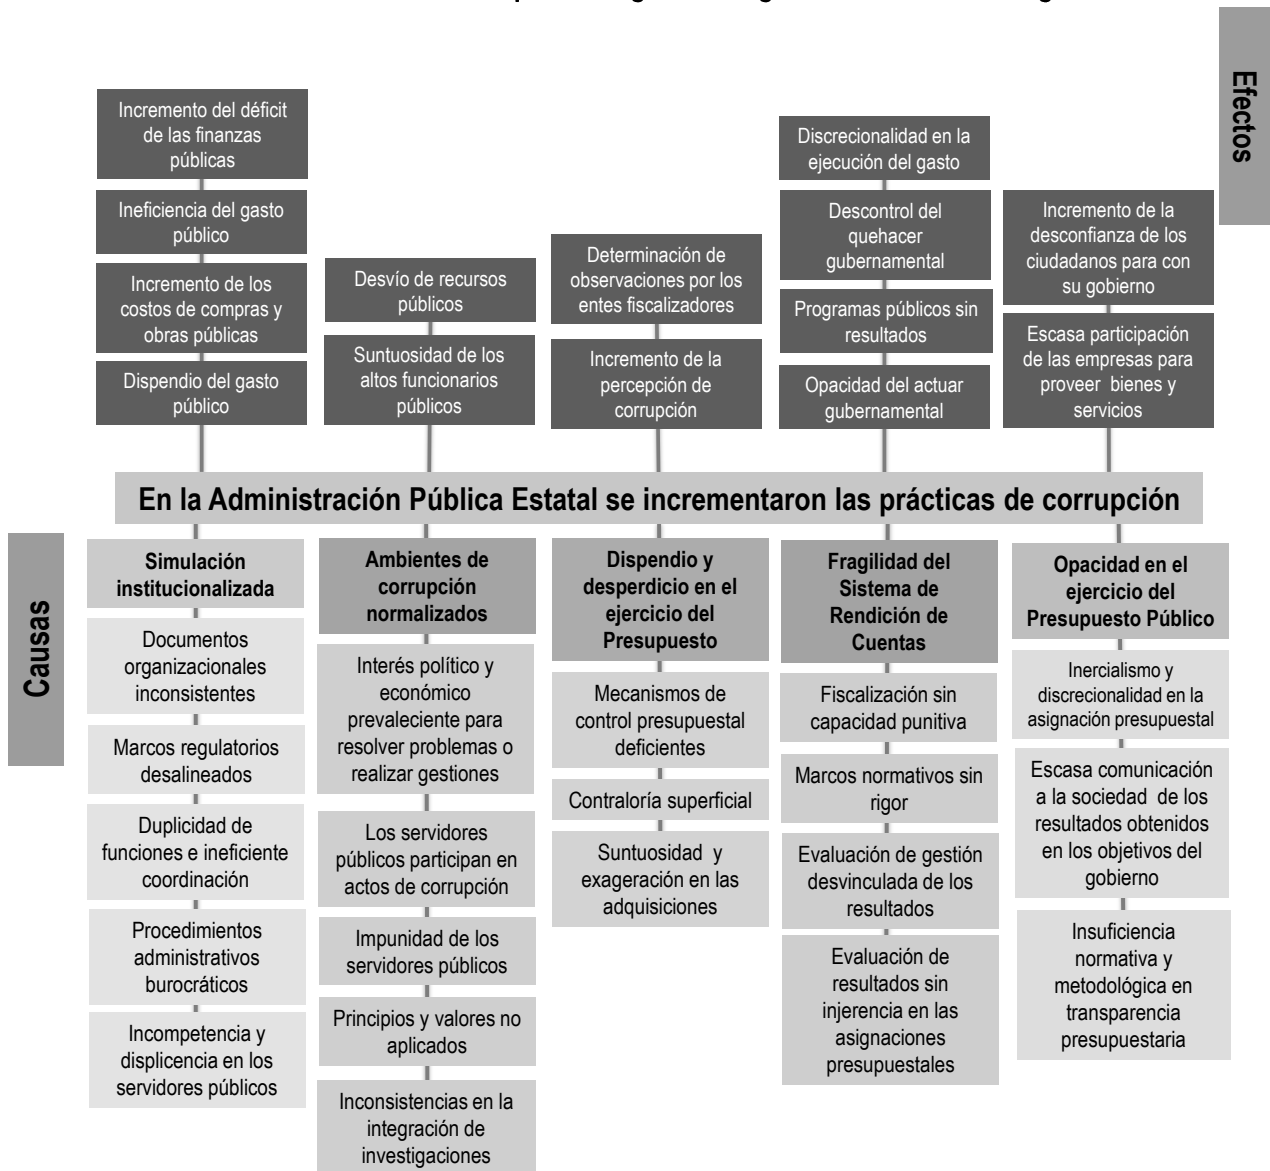 Efectos
Incremento del déficit
de las finanzas
públicas
Ineficiencia del gasto
público
Incremento de los
costos de compras y
obras públicas
Dispendio del gasto
público
Desvío de recursos
públicos
Suntuosidad de los
altos funcionarios
públicos
Determinación de
observaciones por los
entes fiscalizadores
Incremento de la
percepción de
corrupción
Discrecionalidad en la
ejecución del gasto
Descontrol del
quehacer
gubernamental
Programas públicos sin
resultados
Opacidad del actuar
gubernamental
Incremento de la
desconfianza de los
ciudadanos para con
su gobierno
Escasa participación
de las empresas para
proveer bienes y
servicios
En la Administración Pública Estatal se incrementaron las prácticas de corrupción
Causas
Simulación
institucionalizada
Documentos
organizacionales
inconsistentes
Marcos regulatorios
desalineados
Duplicidad de
funciones e ineficiente
coordinación
Procedimientos
administrativos
burocráticos
Incompetencia y
displicencia en los
servidores públicos
Ambientes de
corrupción
normalizados
Interés político y
económico
prevaleciente para
resolver problemas o
realizar gestiones
Los servidores
públicos participan en
actos de corrupción
Impunidad de los
servidores públicos
Principios y valores no
aplicados
Inconsistencias en la
integración de
investigaciones
Dispendio y
desperdicio en el
ejercicio del
Presupuesto
Mecanismos de
control presupuestal
deficientes
Contraloría superficial
Suntuosidad y
exageración en las
adquisiciones
Fragilidad del
Sistema de
Rendición de
Cuentas
Fiscalización sin
capacidad punitiva
Marcos normativos sin
rigor
Evaluación de gestión
desvinculada de los
resultados
Evaluación de
resultados sin
injerencia en las
asignaciones
presupuestales
Opacidad en el
ejercicio del
Presupuesto Público
Inercialismo y
discrecionalidad en la
asignación presupuestal
Escasa comunicación
a la sociedad de los
resultados obtenidos
en los objetivos del
gobierno
Insuficiencia
normativa y
metodológica en
transparencia
presupuestaria